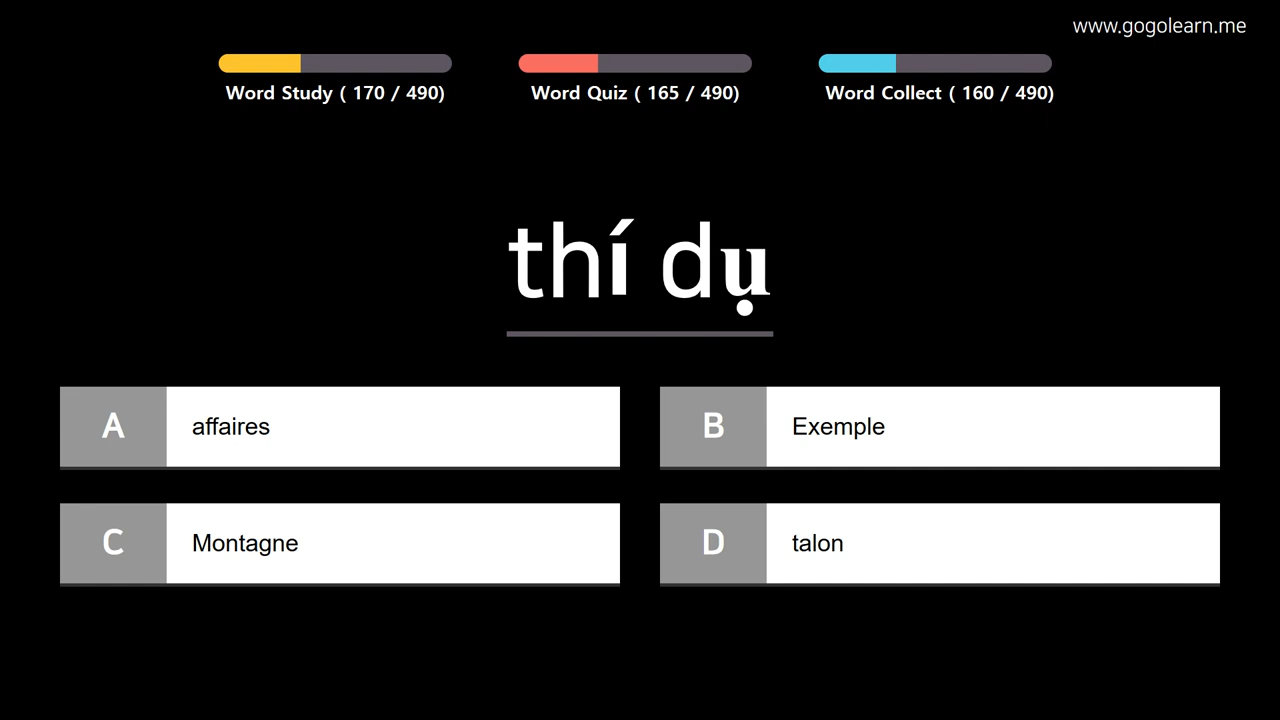 www.gogolearn.me
Word Study ( 170 / 490)
Word Quiz ( 165 / 490)
Word Collect ( 160 / 490)
thí dụ
A affaires
B Exemple
C Montagne
D talon